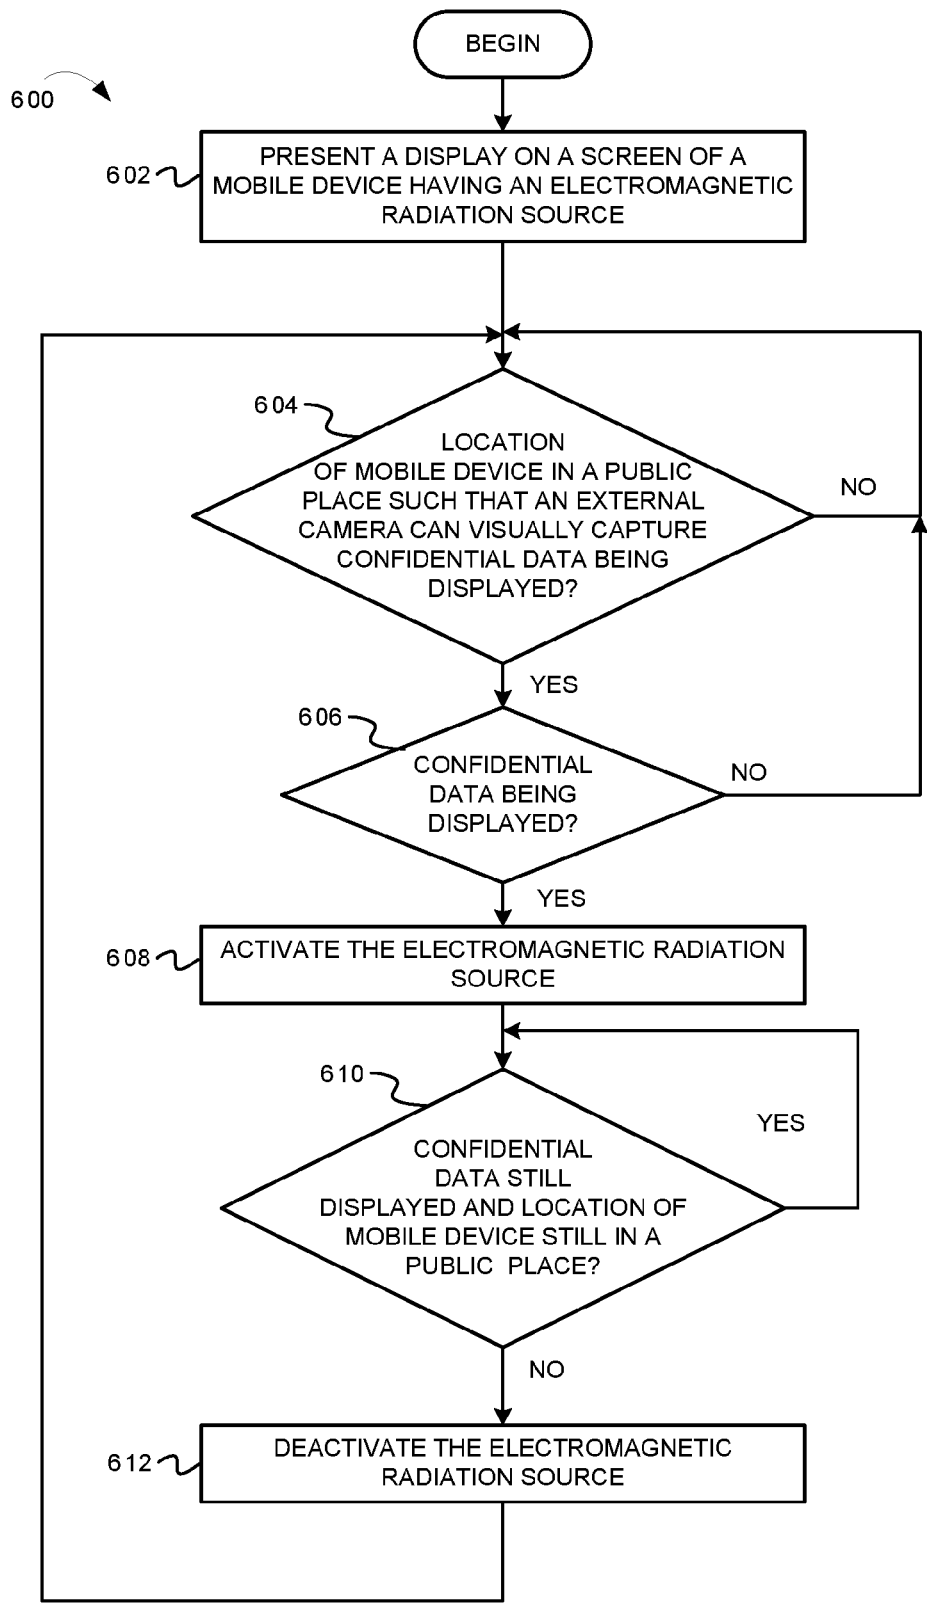 BEGIN
600
602
PRESENT A DISPLAY ON A SCREEN OF A
MOBILE DEVICE HAVING AN ELECTROMAGNETIC
RADIATION SOURCE
604
LOCATION
OF MOBILE DEVICE IN A PUBLIC
PLACE SUCH THAT AN EXTERNAL
CAMERA CAN VISUALLY CAPTURE
CONFIDENTIAL DATA BEING
DISPLAYED?
NO
YES
606
CONFIDENTIAL
DATA BEING
DISPLAYED?
NO
YES
608
ACTIVATE THE ELECTROMAGNETIC RADIATION
SOURCE
610
CONFIDENTIAL
DATA STILL
DISPLAYED AND LOCATION OF
MOBILE DEVICE STILL IN A
PUBLIC PLACE?
YES
NO
612
DEACTIVATE THE ELECTROMAGNETIC
RADIATION SOURCE